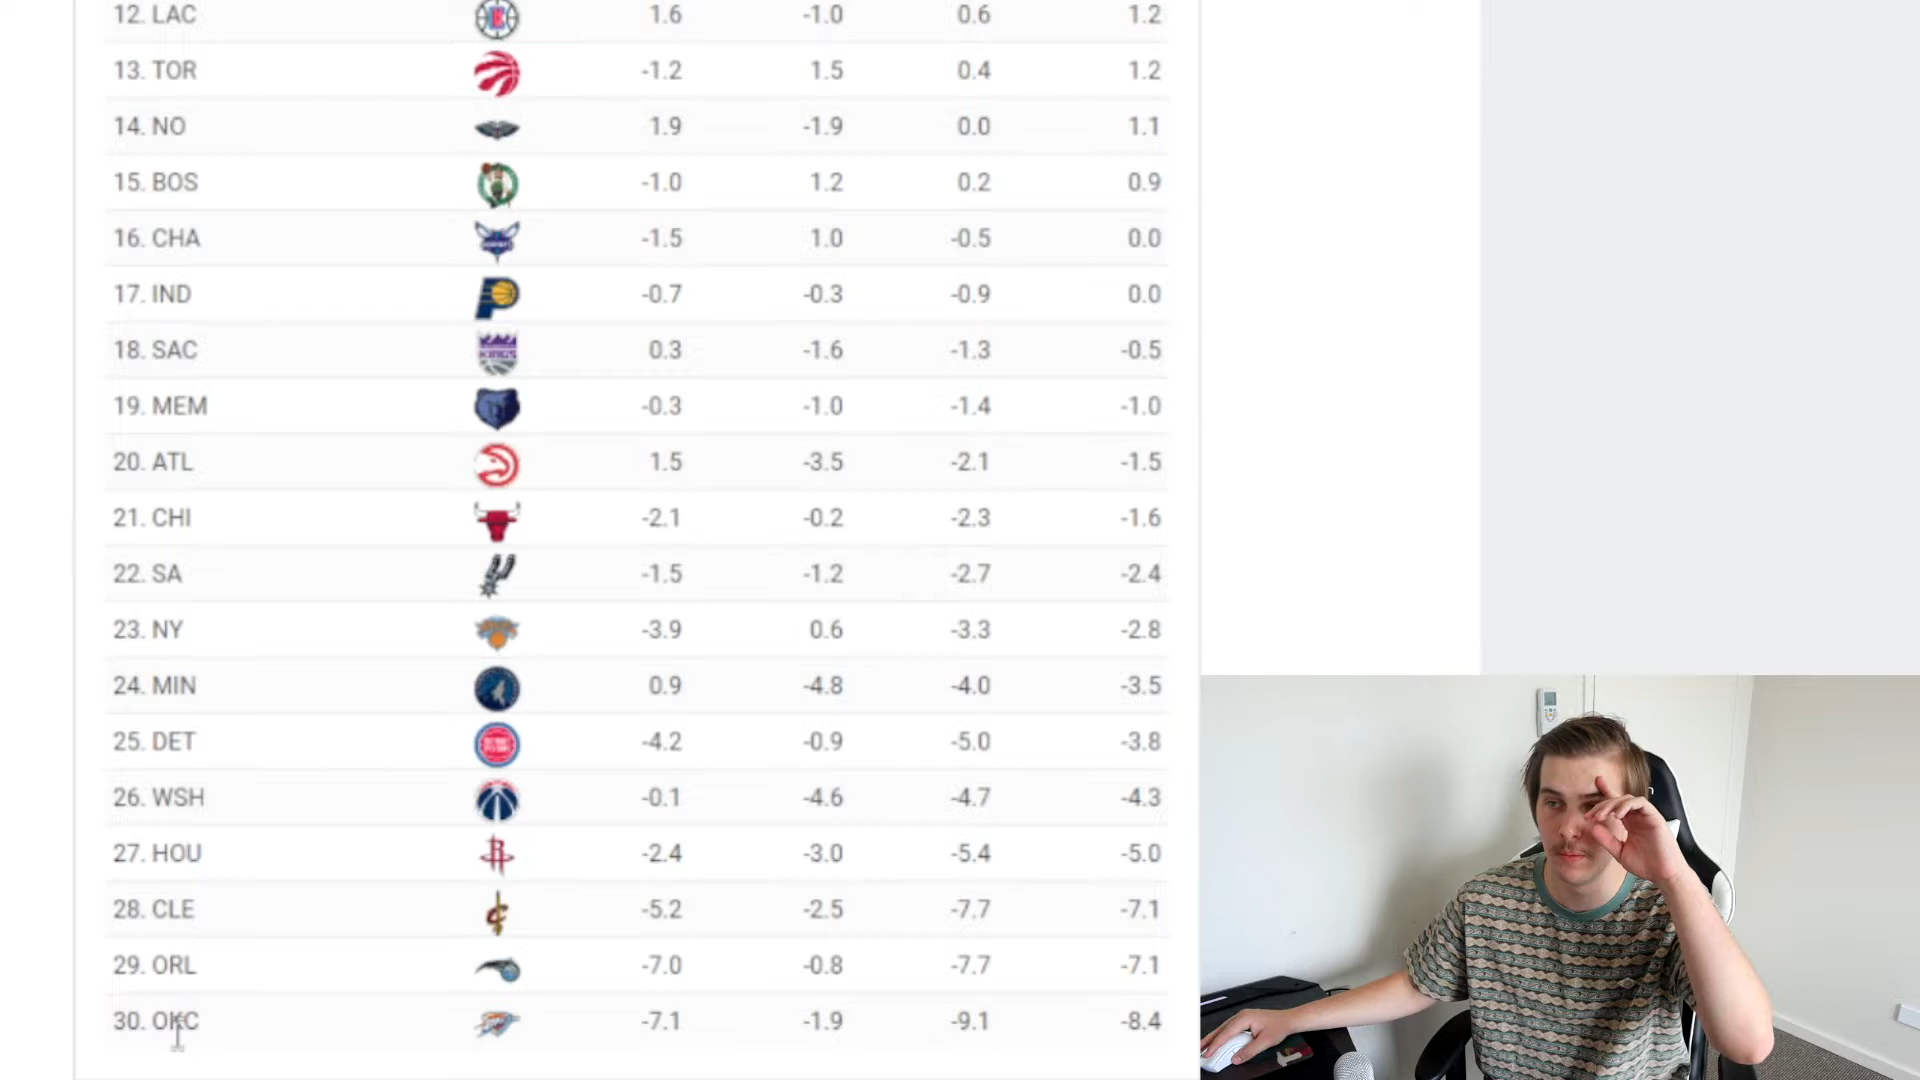 12. LAC 1.6 -1.0 0.6 1.2
13. TOR -1.2 1.5 0.4 1.2
14. NO 1.9 -1.9 0.0 1.1
15. BOS -1.0 1.2 0.2 0.9
16. CHA -1.5 1.0 -0.5 0.0
17. IND -0.7 -0.3 -0.9 0.0
18. SAC 0.3 -1.6 -1.3 -0.5
19. MEM -0.3 -1.0 -1.4 -1.0
20. ATL 1.5 -3.5 -2.1 -1.5
21. CHI -2.1 -0.2 -2.3 -1.6
22. SA -1.5 -1.2 -2.7 -2.4
23. NY -3.9 0.6 -3.3 -2.8
24. MIN 0.9 -4.8 -4.0 -3.5
25. DET -4.2 -0.9 -5.0 -3.8
26. WSH -0.1 -4.6 -4.7 -4.3
27. HOU -2.4 -3.0 -5.4 -5.0
28. CLE -5.2 -2.5 -7.7 -7.1
29. ORL -7.0 -0.8 -7.7 -7.1
30. OKC -7.1 -1.9 -9.1 -8.4